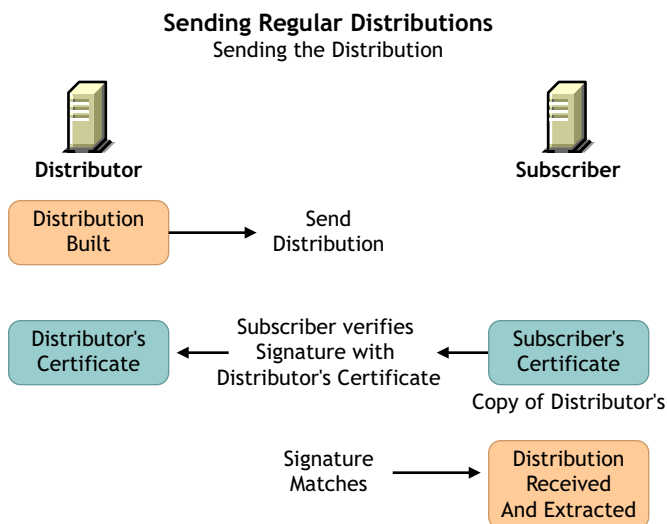 Sending Regular Distributions
Sending the Distribution
Distributor
Subscriber
Distribution
Built
Send
Distribution
Distributor's
Certificate
Subscriber verifies
Signature with
Distributor's Certificate
Subscriber's
Certificate
Copy of Distributor's
Signature
Matches
Distribution
Received
And Extracted